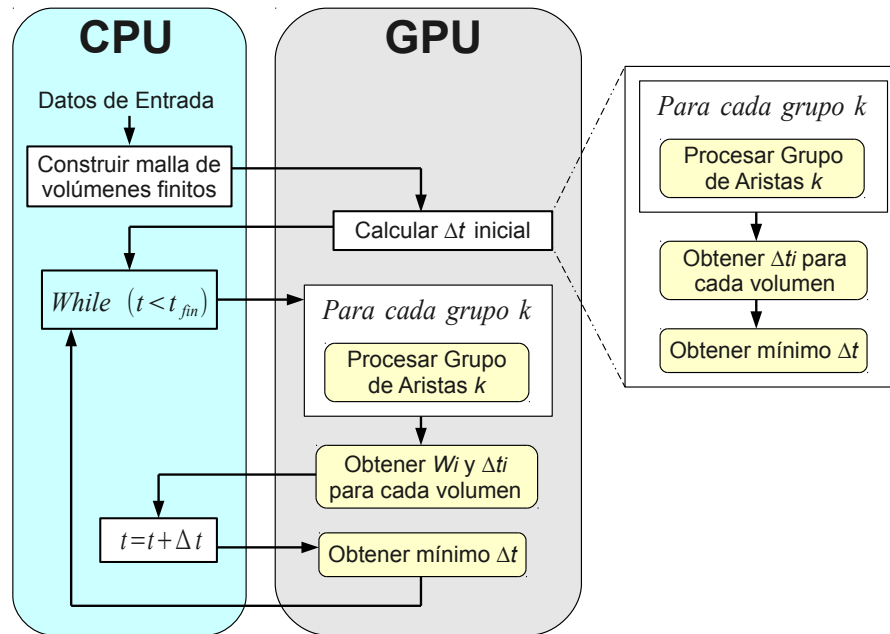 CPU
GPU
Datos de Entrada
Construir malla de
volúmenes finitos
Calcular Δt inicial
While (t<t fin)
Para cada grupo k
Procesar Grupo
de Aristas k
Obtener Wi y Δti
para cada volumen
t=t+Δt
Obtener mínimo Δt
Para cada grupo k
Procesar Grupo
de Aristas k
Obtener Δti para
cada volumen
Obtener mínimo Δt